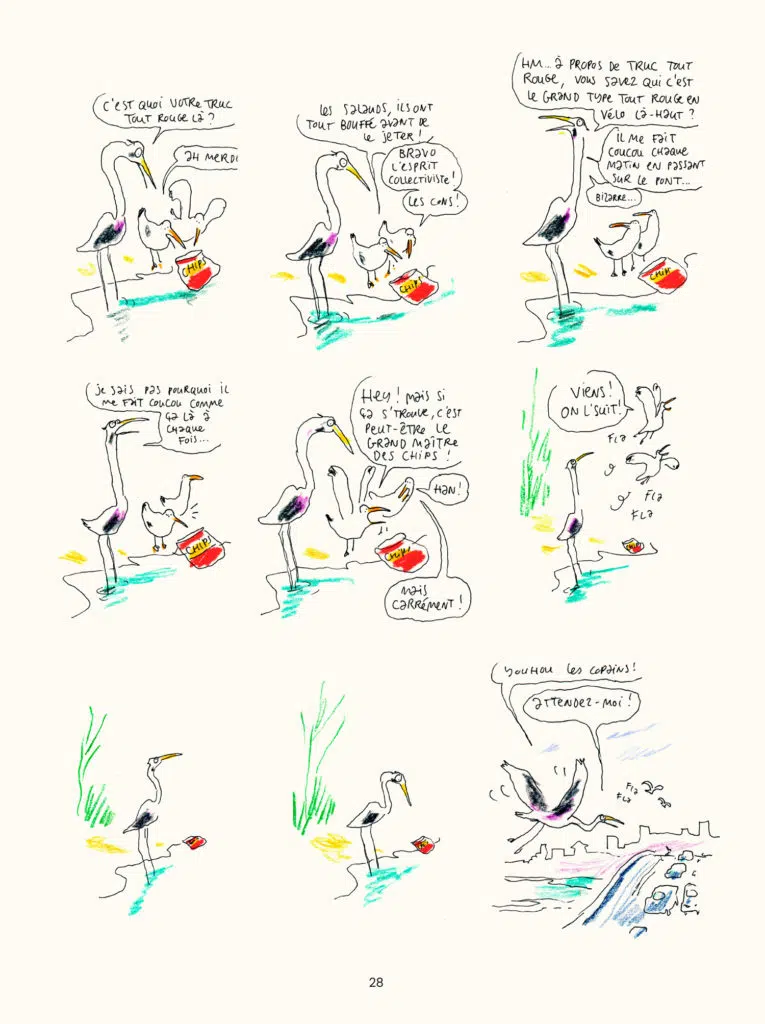 C'EST QUOI VOTRE TRUC
TOUT ROUGE LÀ ?
AH MERDE
CHIPS
LES SALAUDS, ILS ONT
TOUT BOUFFÉ AVANT DE
LE JETER !
BRAVO
L'ESPRIT
COLLECTIVISTE !
LES CONS !
CHIPS
HM... À PROPOS DE TRUC TOUT
ROUGE, VOUS SAVEZ QUI C'EST
LE GRAND TYPE TOUT ROUGE EN
VÉLO LÀ-HAUT ?
IL ME FAIT
COUCOU CHAQUE
MATIN EN PASSANT
SUR LE PONT...
BIZARRE...
CHIPS
JE SAIS PAS POURQUOI IL
ME FAIT COUCOU COMME
ÇA LÀ À
CHAQUE
FOIS...
CHIPS
HEY ! MAIS SI
ÇA S'TROUVE, C'EST
PEUT-ÊTRE LE
GRAND MAÎTRE
DES CHIPS !
HAN !
CHIPS
MAIS
CARRÉMENT !
VIENS !
ON L'SUIT !
FLA
FLA
FLA
CHIPS
YOUHOU LES COPAINS !
ATTENDEZ-MOI !
FLA
FLA
28